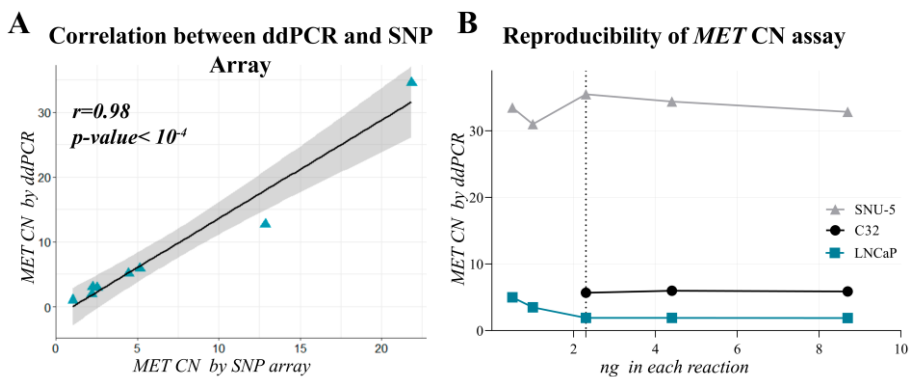 A
Correlation between ddPCR and SNP
Array
r=0.98
p-value< 10⁻⁴
MET CN by ddPCR
30
20
10
0
0
5
10
15
20
MET CN by SNP array
B
Reproducibility of MET CN assay
MET CN by ddPCR
30
20
10
0
SNU-5
C32
LNCaP
2
4
6
8
10
ng in each reaction